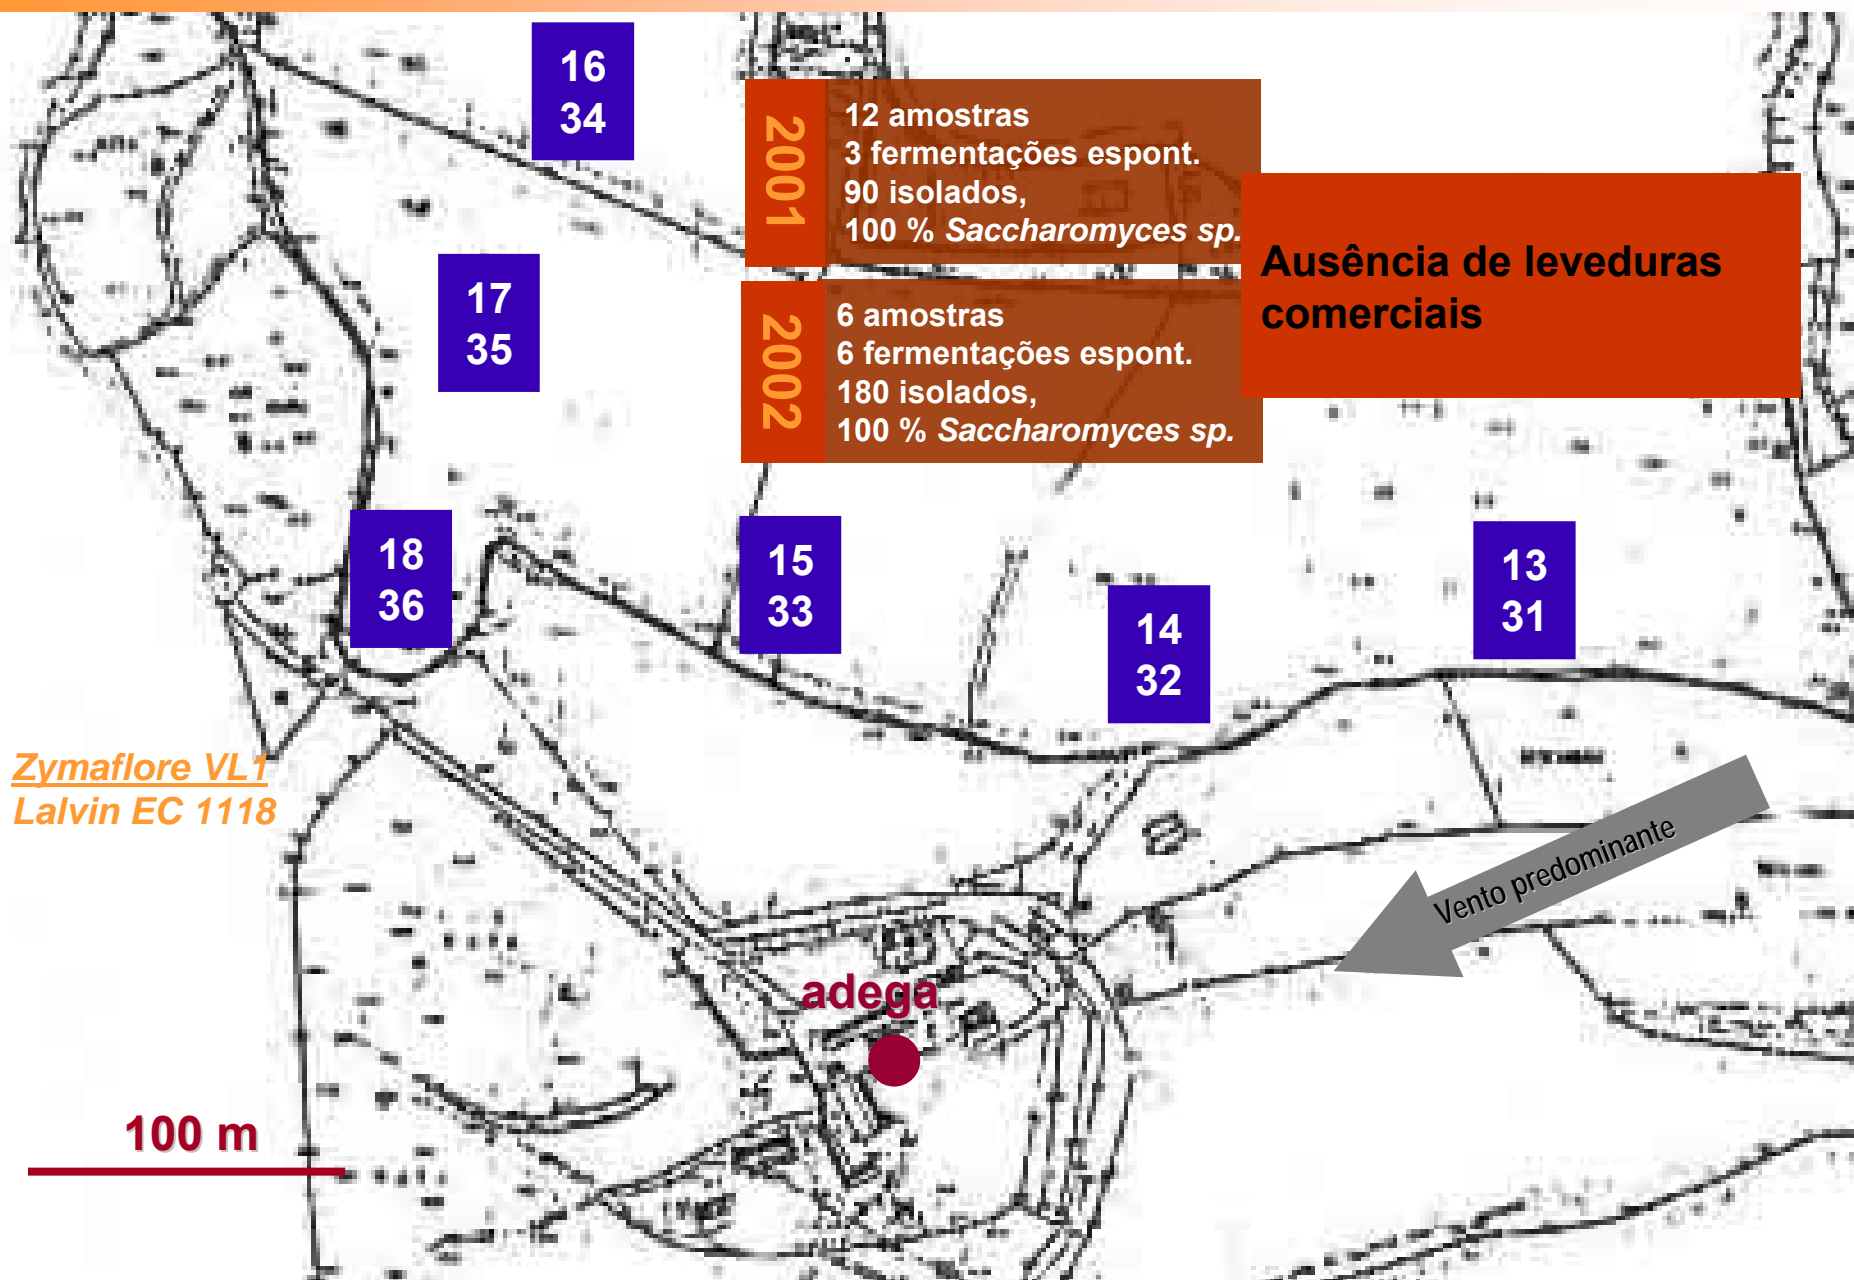 16
34
2001
12 amostras
3 fermentações espont.
90 isolados,
100 % Saccharomyces sp.
Ausência de leveduras
comerciais
17
35
2002
6 amostras
6 fermentações espont.
180 isolados,
100 % Saccharomyces sp.
18
36
15
33
14
32
13
31
Zymaflore VL1
Lalvin EC 1118
Vento predominante
adega
100 m